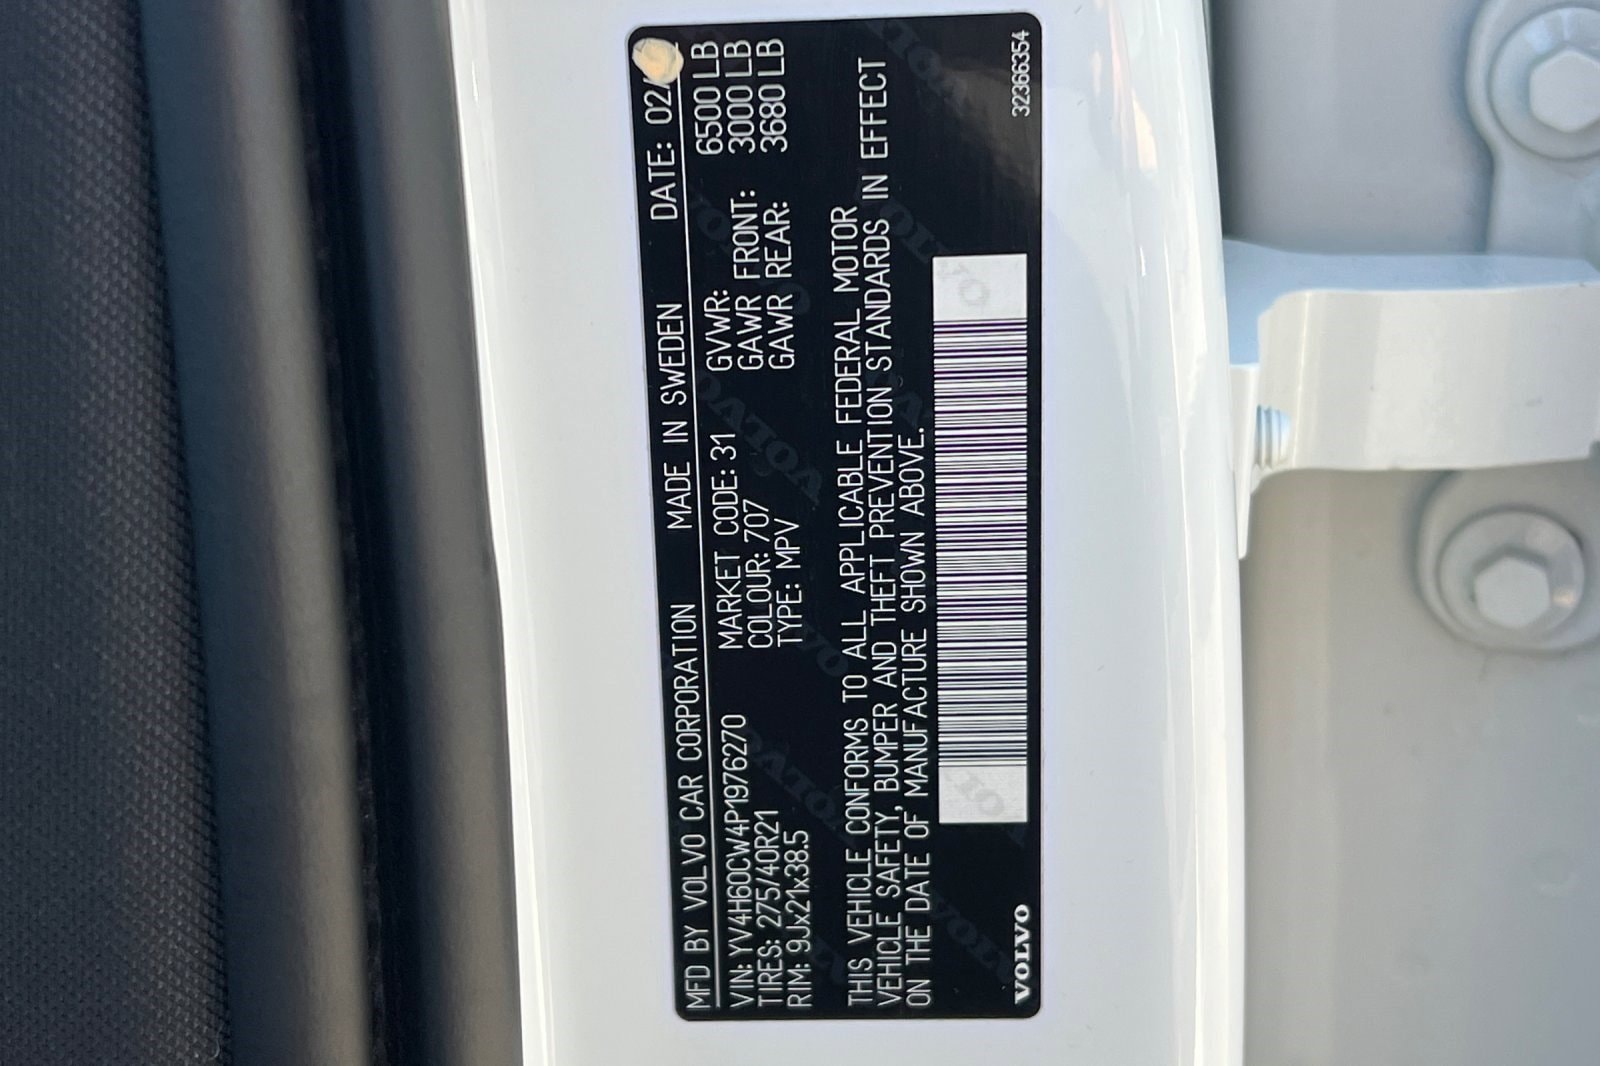 MFD BY VOLVO CAR CORPORATION MADE IN SWEDEN DATE: 02/
VIN: YV4H60CW4P1976270 MARKET CODE: 31 GVWR: 6500 LB
TIRES: 275/40R21 COLOUR: 707 GAWR FRONT: 3000 LB
RIM: 9Jx21x38.5 TYPE: MPV GAWR REAR: 3680 LB
THIS VEHICLE CONFORMS TO ALL APPLICABLE FEDERAL MOTOR
VEHICLE SAFETY, BUMPER AND THEFT PREVENTION STANDARDS IN EFFECT
ON THE DATE OF MANUFACTURE SHOWN ABOVE.
VOLVO 32366354